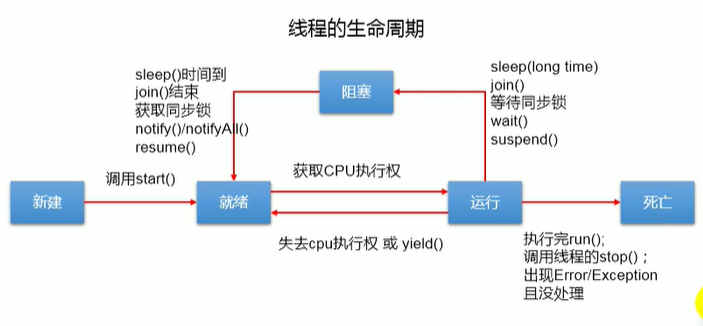 线程的生命周期
sleep()时间到
join()结束
获取同步锁
notify()/notifyAll()
resume()
阻塞
sleep(long time)
join()
等待同步锁
wait()
suspend()
新建
调用start()
就绪
获取CPU执行权
失去cpu执行权 或 yield()
运行
死亡
执行完run();
调用线程的stop() ;
出现Error/Exception
且没处理